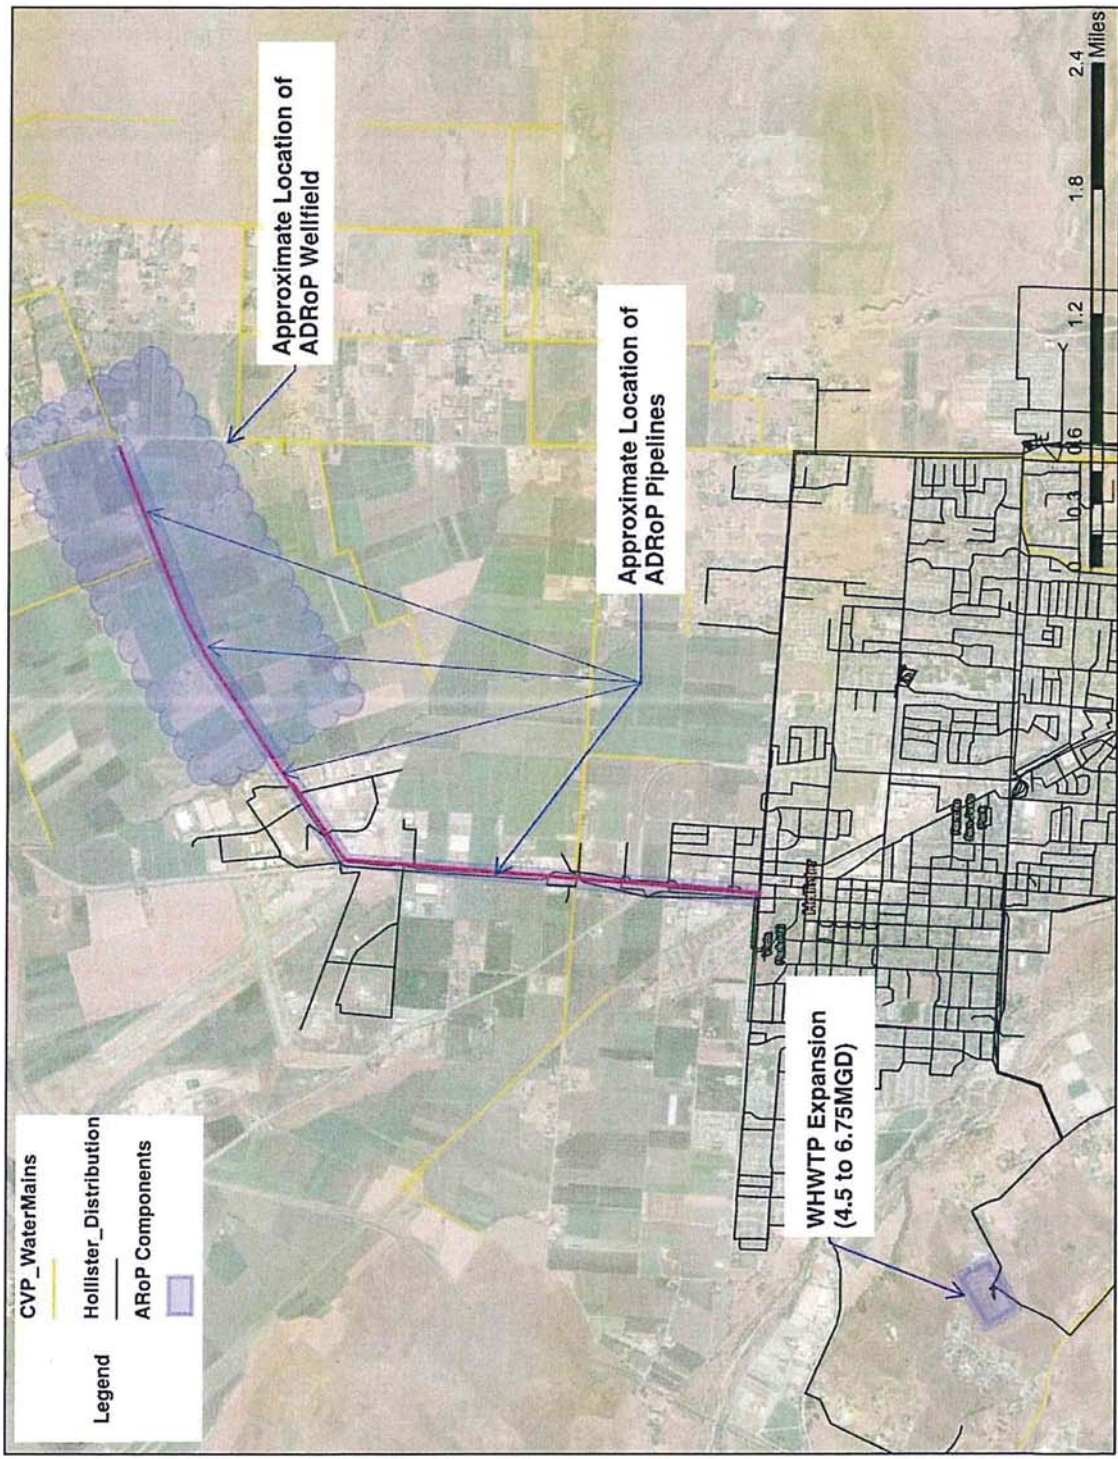 CVP_WaterMains
Hollister_Distribution
Legend
ARoP Components
Approximate Location of
ADRoP Wellfield
Approximate Location of
ADRoP Pipelines
WHWTP Expansion
(4.5 to 6.75MGD)
Hollister
0.3 0.6 1.2 1.8 2.4
Miles